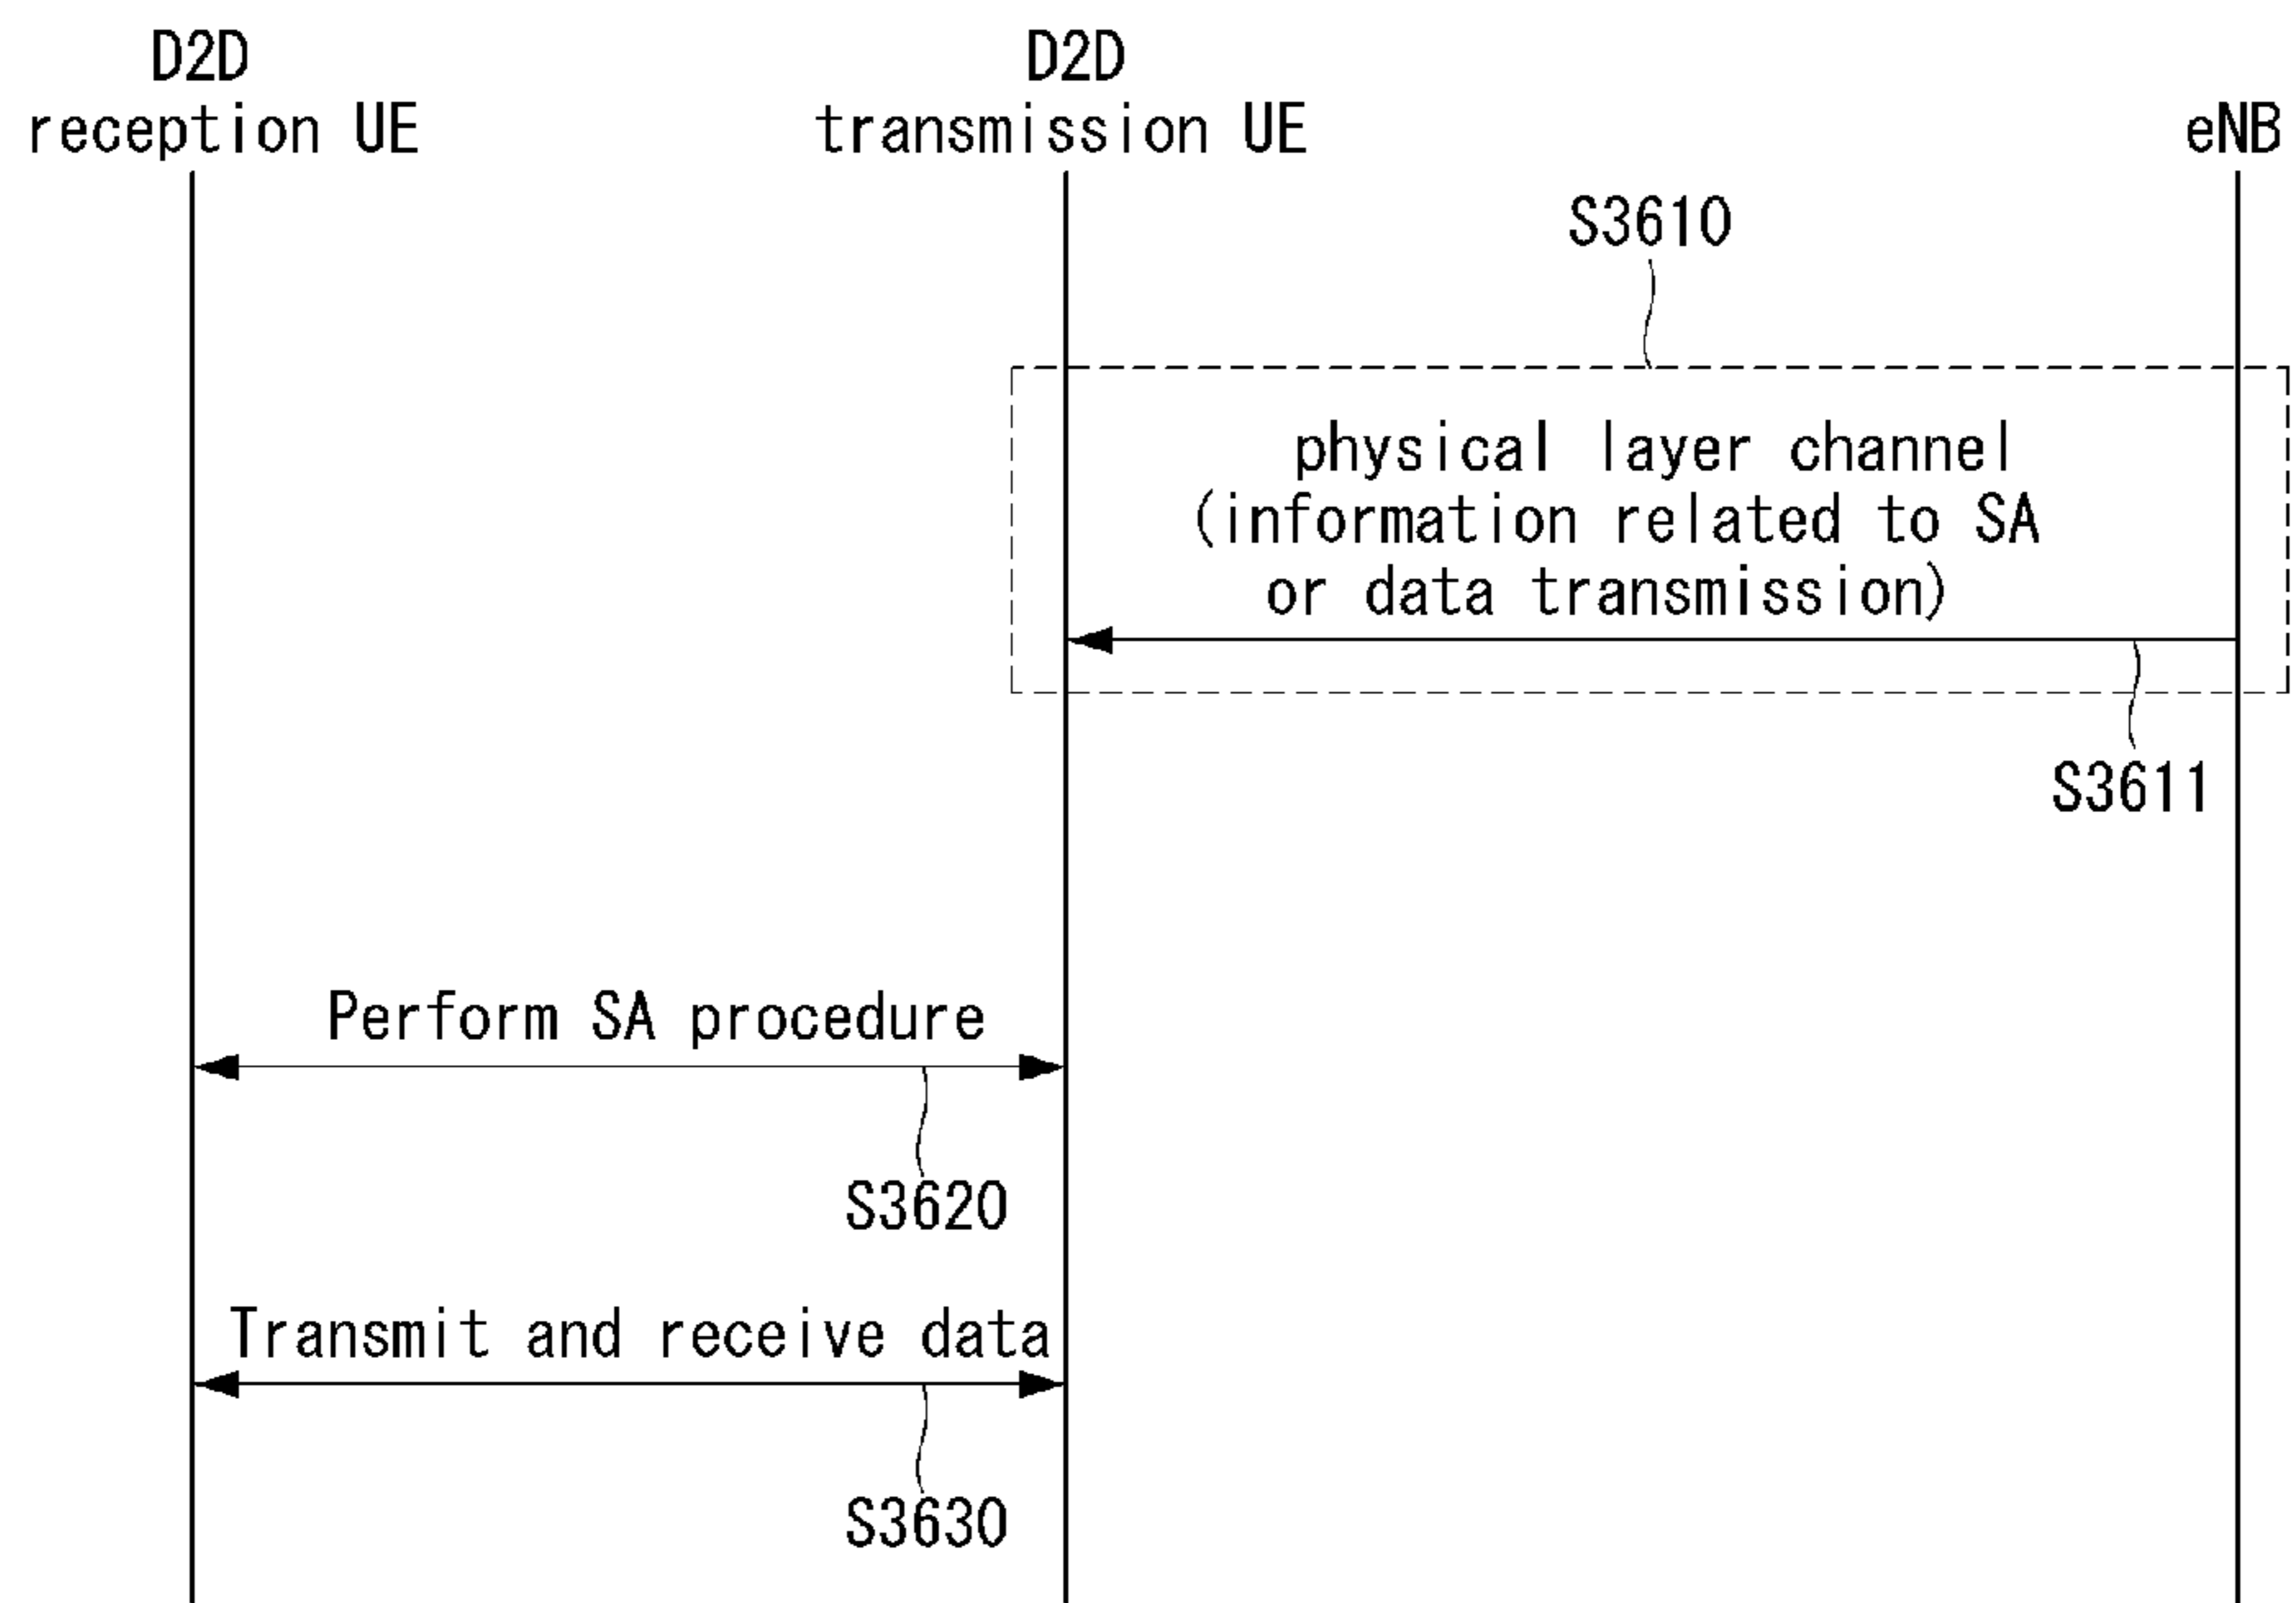 D2D
reception UE
D2D
transmission UE
eNB
S3610
physical layer channel
(information related to SA
or data transmission)
S3611
Perform SA procedure
S3620
Transmit and receive data
S3630